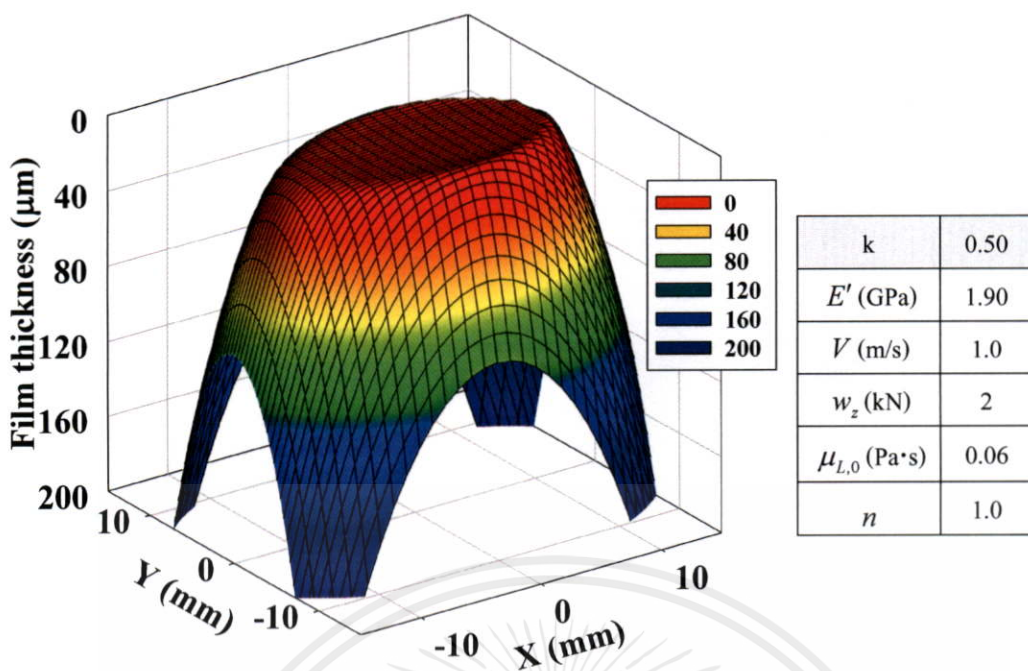 0
40
80
120
160
200
Film thickness (μm)
10
0
-10
Y (mm)
-10
0
10
X (mm)
0
40
80
120
160
200
k 0.50
E′ (GPa) 1.90
V (m/s) 1.0
w_z (kN) 2
μ_{L,0} (Pa·s) 0.06
n 1.0